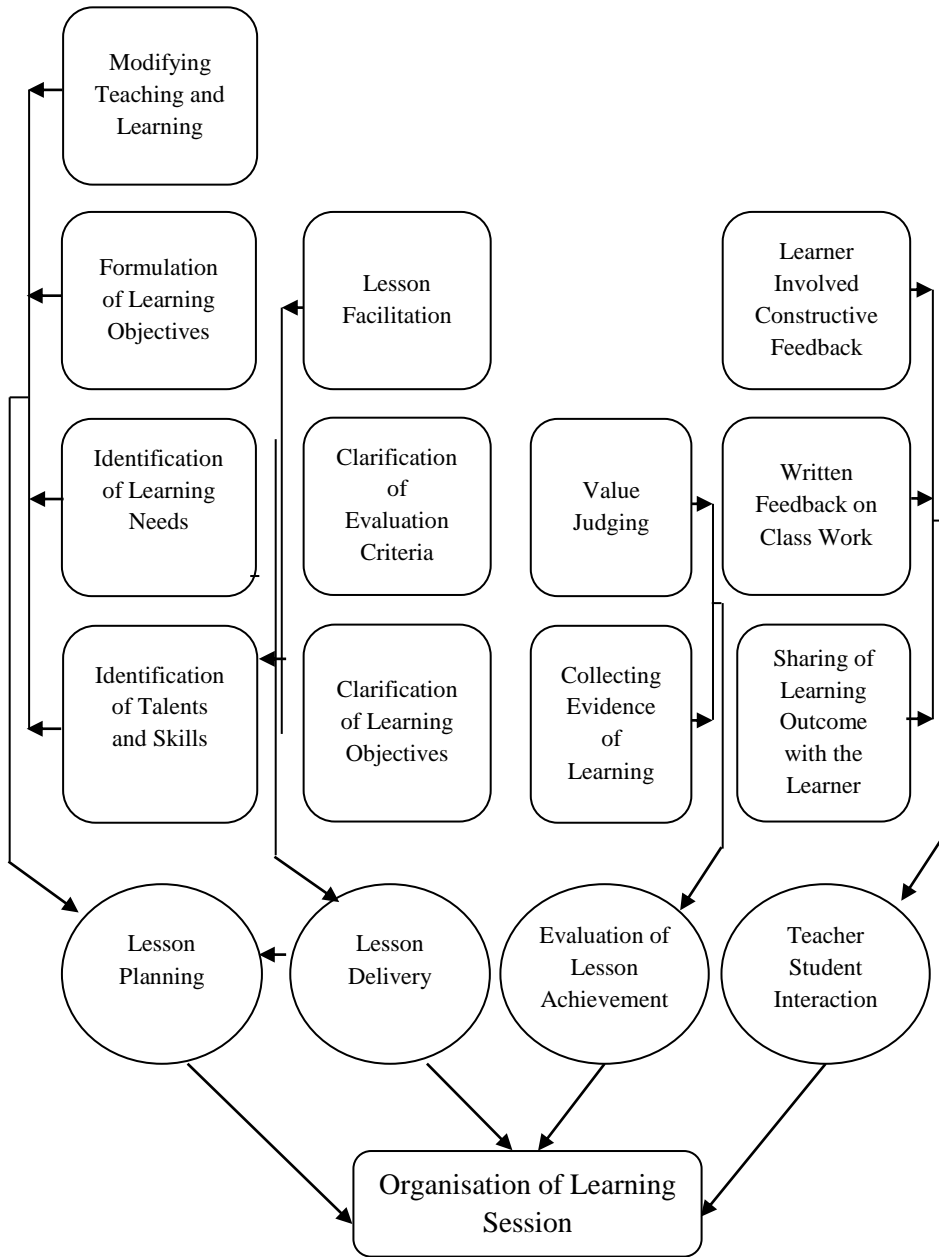 Modifying
Teaching and
Learning
Formulation
of Learning
Objectives
Lesson
Facilitation
Learner
Involved
Constructive
Feedback
Identification
of Learning
Needs
Clarification
of
Evaluation
Criteria
Value
Judging
Written
Feedback on
Class Work
Identification
of Talents
and Skills
Clarification
of Learning
Objectives
Collecting
Evidence
of
Learning
Sharing of
Learning
Outcome
with the
Learner
Lesson
Planning
Lesson
Delivery
Evaluation of
Lesson
Achievement
Teacher
Student
Interaction
Organisation of Learning
Session